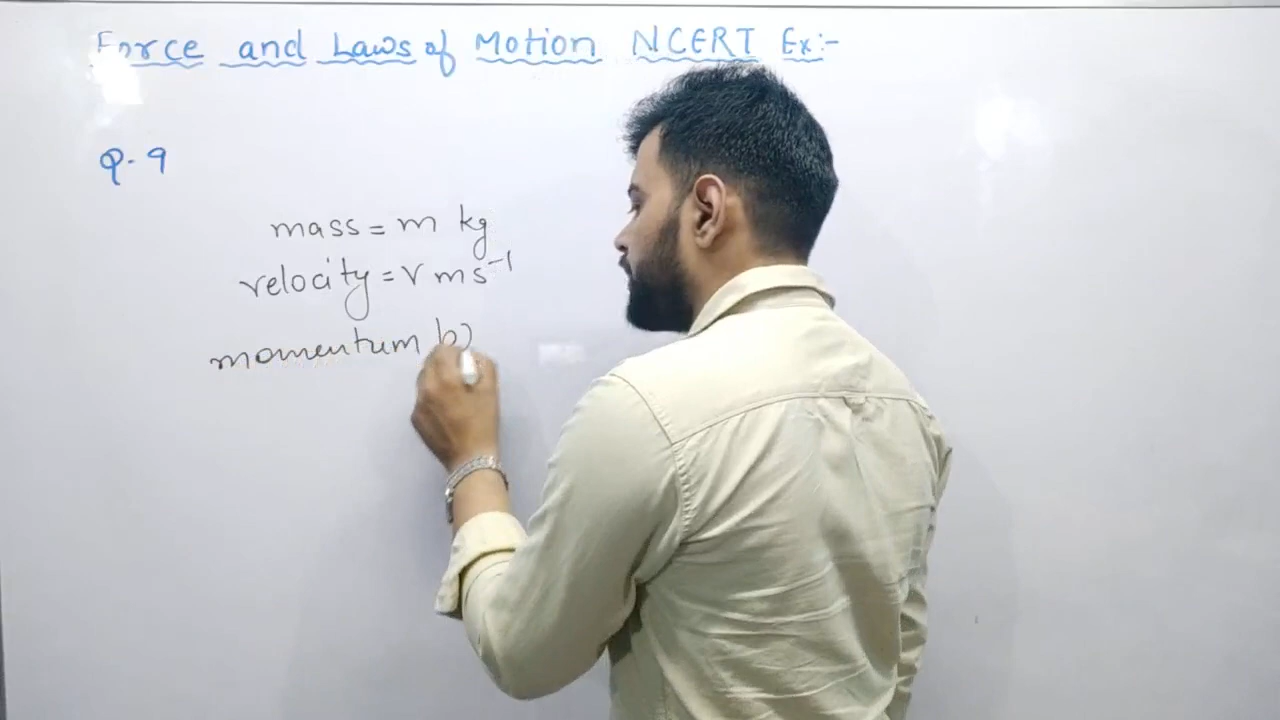 Force and Laws of Motion NCERT Ex:-
Q. 9
mass = m kg
velocity = v ms⁻¹
momentum